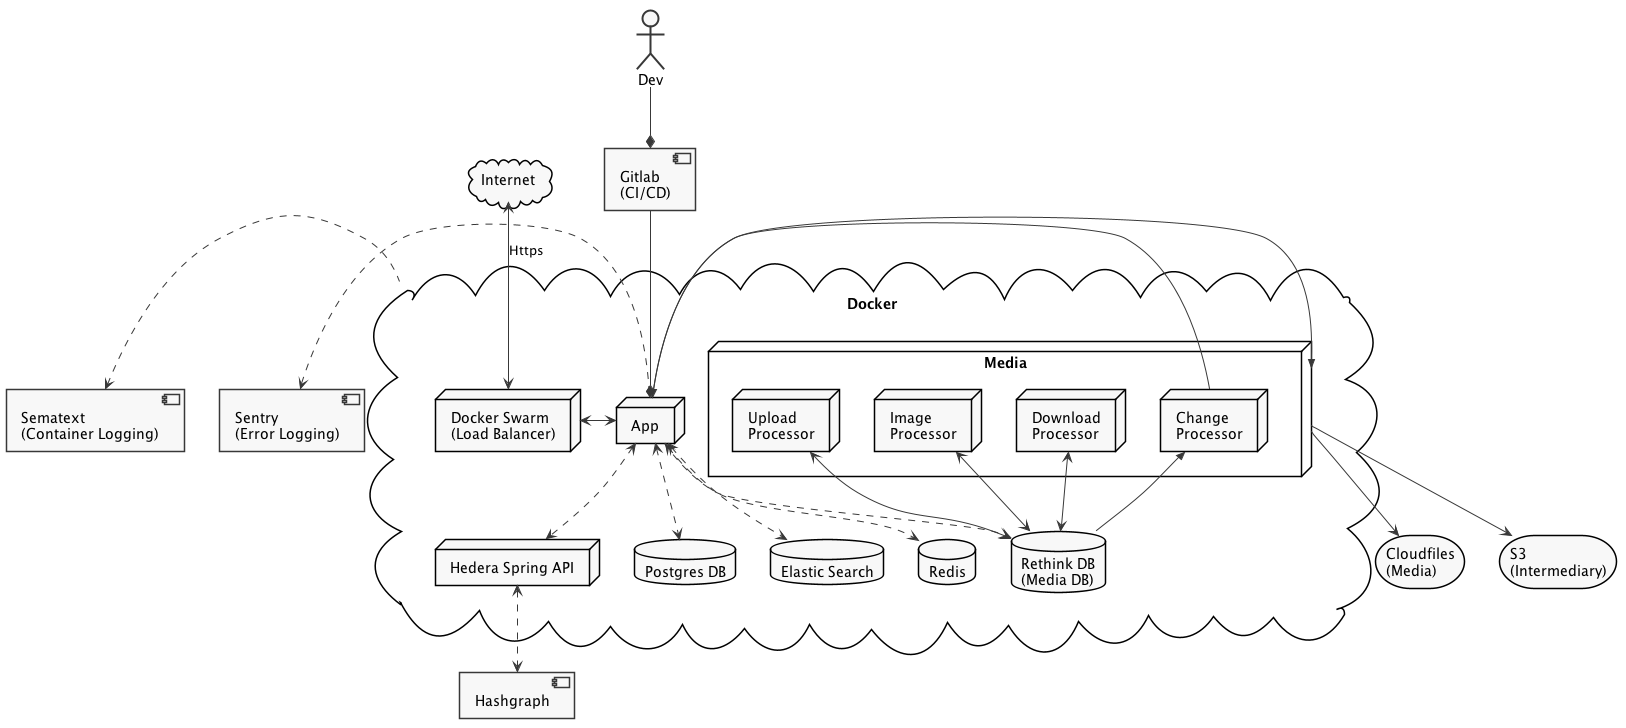 Dev
Gitlab
(CI/CD)
Internet
Https
Docker
Media
Sematext
(Container Logging)
Sentry
(Error Logging)
Docker Swarm
(Load Balancer)
App
Upload
Processor
Image
Processor
Download
Processor
Change
Processor
Hedera Spring API
Postgres DB
Elastic Search
Redis
Rethink DB
(Media DB)
Cloudfiles
(Media)
S3
(Intermediary)
Hashgraph